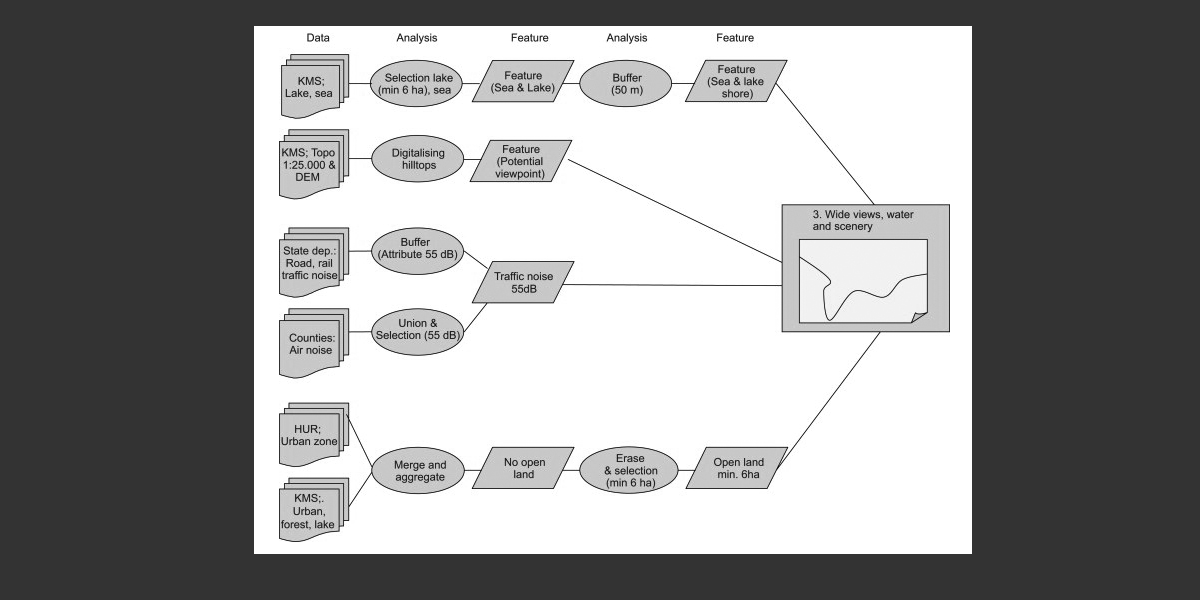 Data
Analysis
Feature
Analysis
Feature
KMS;
Lake, sea
Selection lake
(min 6 ha), sea
Feature
(Sea & Lake)
Buffer
(50 m)
Feature
(Sea & lake
shore)
KMS; Topo
1:25.000 &
DEM
Digitalising
hilltops
Feature
(Potential
viewpoint)
3. Wide views, water
and scenery
State dep.:
Road, rail
traffic noise
Buffer
(Attribute 55 dB)
Traffic noise
55dB
Counties:
Air noise
Union &
Selection (55 dB)
HUR;
Urban zone
Merge and
aggregate
No open
land
Erase
& selection
(min 6 ha)
Open land
min. 6ha
KMS;.
Urban,
forest, lake